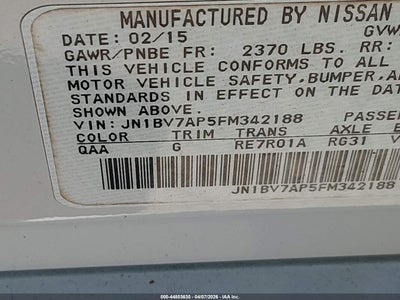 MANUFACTURED BY NISSAN
DATE: 02/15 GVW
GAWR/PNBE FR: 2370 LBS. RR:
THIS VEHICLE CONFORMS TO ALL
MOTOR VEHICLE SAFETY, BUMPER, A
STANDARDS IN EFFECT ON THE DAT
SHOWN ABOVE.
VIN: JN1BV7AP5FM342188 PASSE
COLOR TRIM TRANS AXLE E
QAA G RE7R01A RG31 V
JN1BV7AP5FM342188
000-44803630 - 04/07/2026 - IAA, Inc.